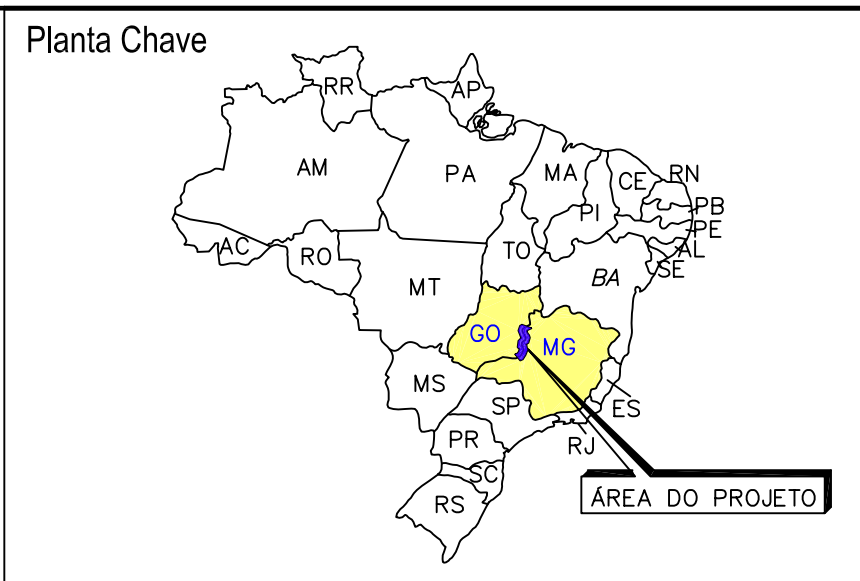 Planta Chave
RR
AP
AM
PA
MA
CE
RN
PI
PB
PE
AC
RO
TO
AL
SE
MT
BA
GO
MG
MS
ES
SP
RJ
PR
SC
RS
ÁREA DO PROJETO